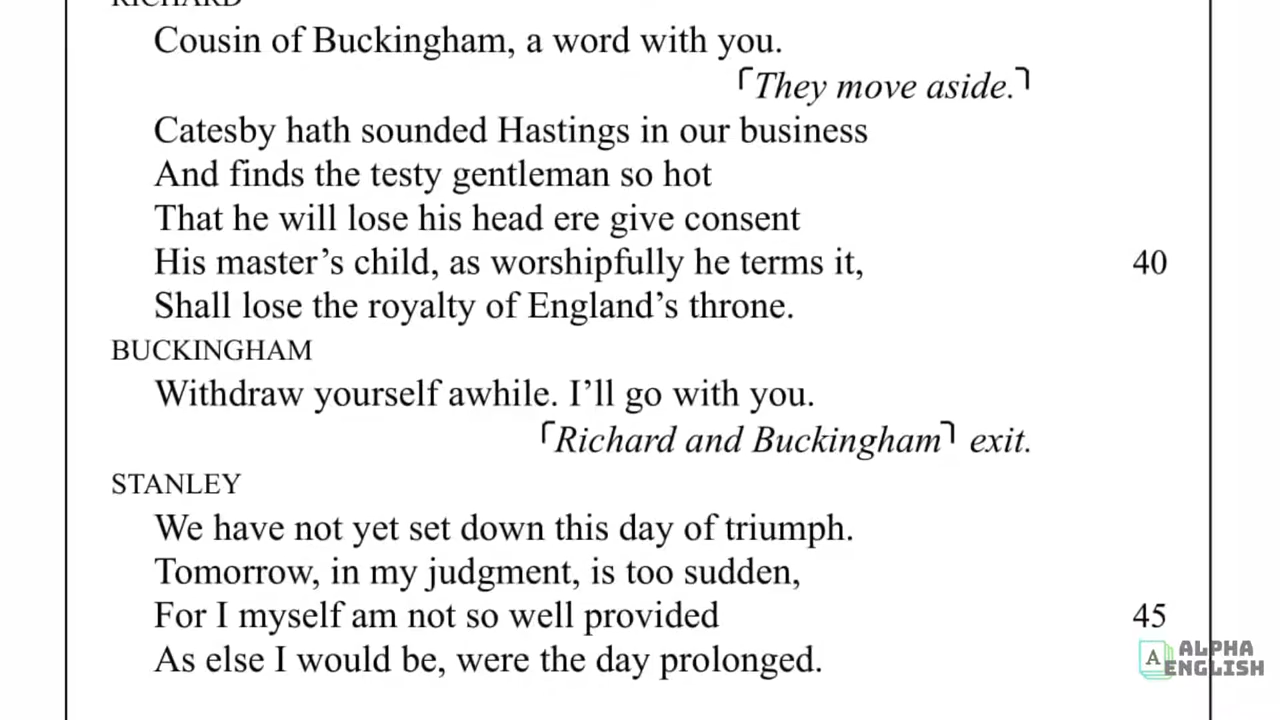 RICHARD
Cousin of Buckingham, a word with you.
⌜They move aside.⌝
Catesby hath sounded Hastings in our business
And finds the testy gentleman so hot
That he will lose his head ere give consent
His master’s child, as worshipfully he terms it, 40
Shall lose the royalty of England’s throne.
BUCKINGHAM
Withdraw yourself awhile. I’ll go with you.
⌜Richard and Buckingham⌝ exit.
STANLEY
We have not yet set down this day of triumph.
Tomorrow, in my judgment, is too sudden,
For I myself am not so well provided 45
As else I would be, were the day prolonged.
A ALPHA ENGLISH